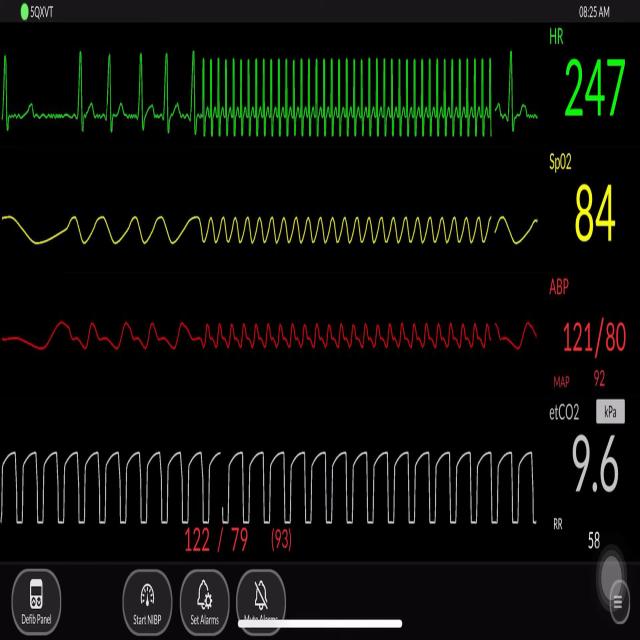 5QXVT
08:25 AM
HR
247
SpO2
84
ABP
121/80
MAP 92
etCO2 kPa
9.6
RR
58
122 / 79 (93)
Defib Panel
Start NIBP
Set Alarms
Mute Alarms